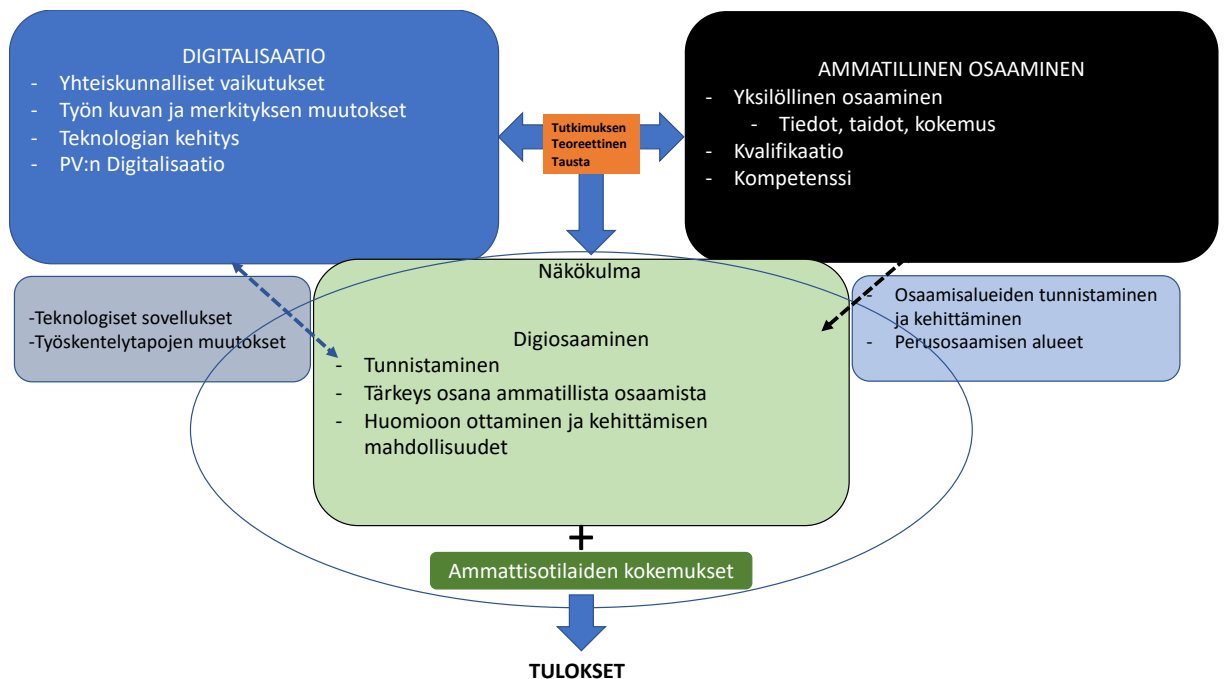 DIGITALISAATIO
- Yhteiskunnalliset vaikutukset
- Työn kuvan ja merkityksen muutokset
- Teknologian kehitys
- PV:n Digitalisaatio
Tutkimuksen
Teoreettinen
Tausta
AMMATILLINEN OSAAMINEN
- Yksilöllinen osaaminen
- Tiedot, taidot, kokemus
- Kvalifikaatio
- Kompetenssi
-Teknologiset sovellukset
-Työskentelytapojen muutokset
Näkökulma
Digiosaaminen
- Tunnistaminen
- Tärkeys osana ammatillista osaamista
- Huomioon ottaminen ja kehittämisen
mahdollisuudet
- Osaamisalueiden tunnistaminen
ja kehittäminen
- Perusosaamisen alueet
+
Ammattisotilaiden kokemukset
TULOKSET